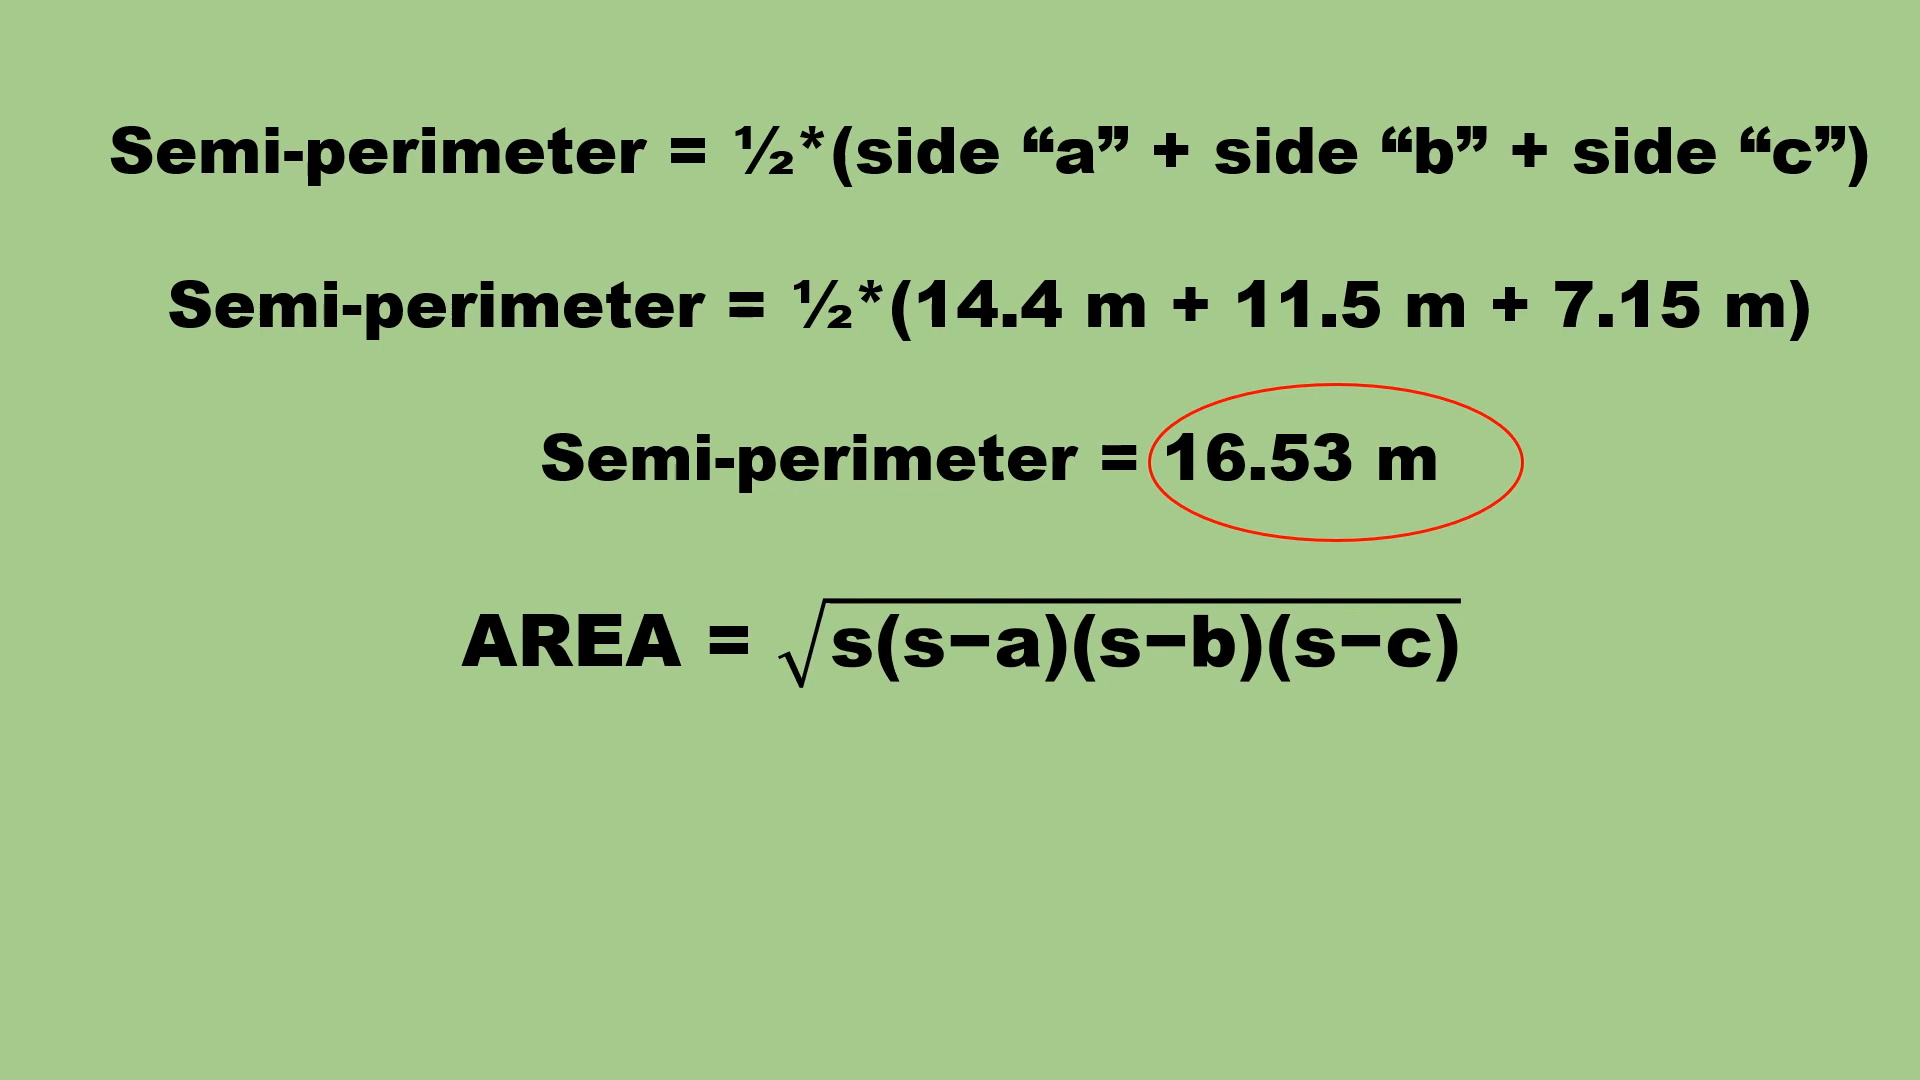 Semi-perimeter = ½*(side “a” + side “b” + side “c”)
Semi-perimeter = ½*(14.4 m + 11.5 m + 7.15 m)
Semi-perimeter = 16.53 m
AREA = √s(s−a)(s−b)(s−c)